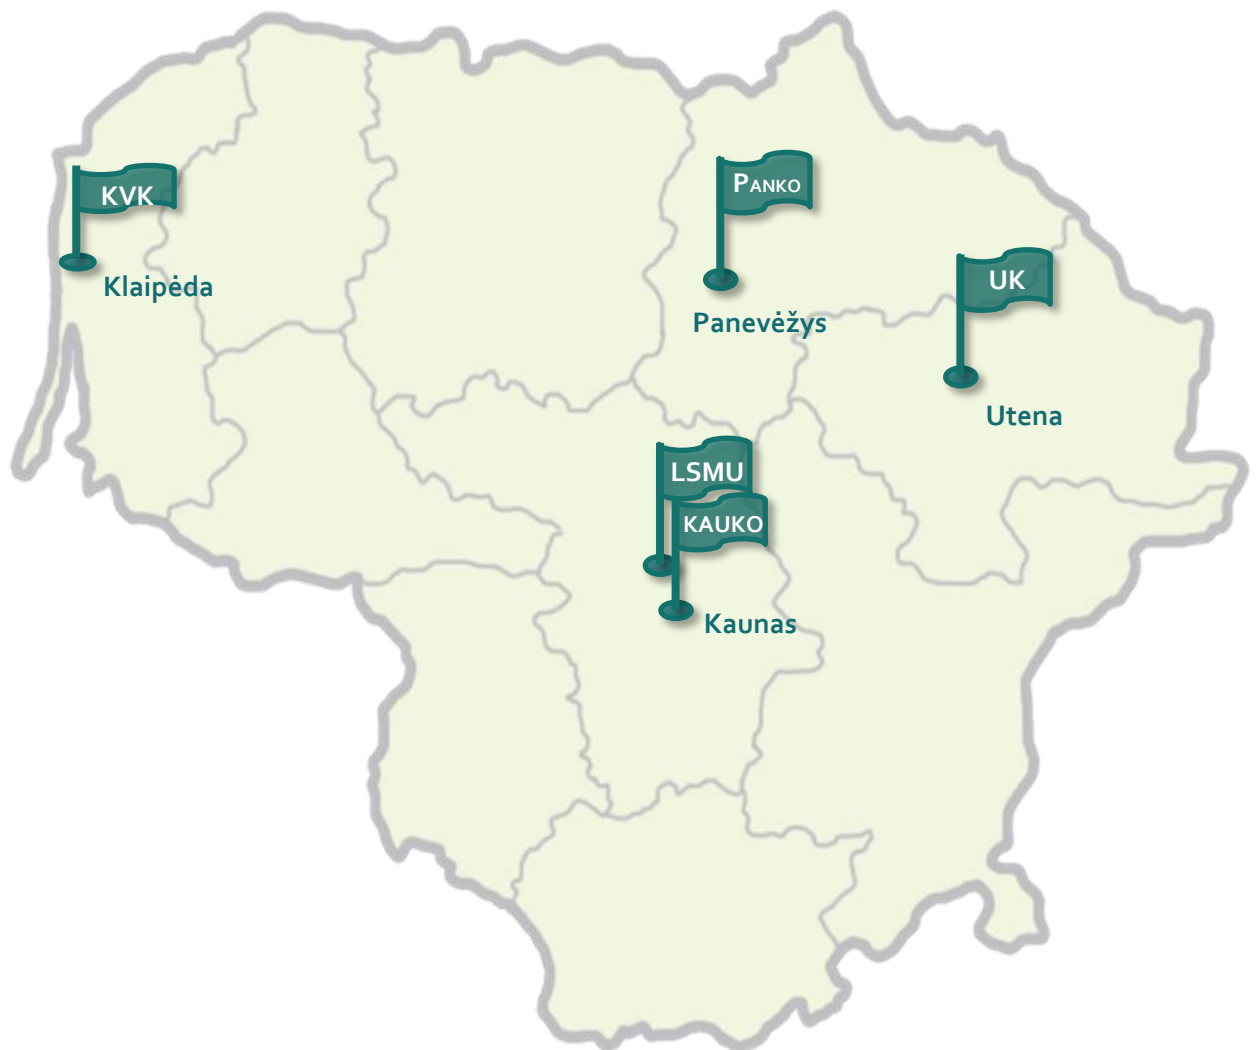 KVK
Klaipėda
PANKO
Panevėžys
UK
Utena
LSMU
KAUKO
Kaunas